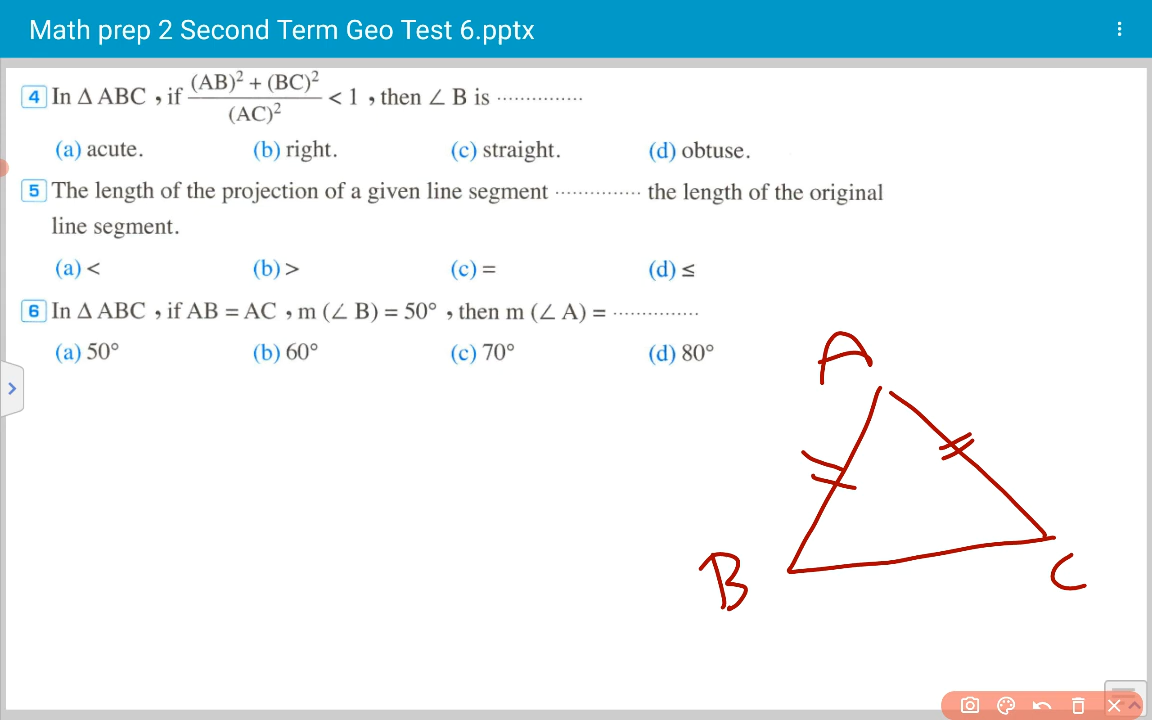 Math prep 2 Second Term Geo Test 6.pptx
4 In Δ ABC , if \frac{(AB)² + (BC)²}{(AC)²} < 1 , then ∠ B is ...............
(a) acute. (b) right. (c) straight. (d) obtuse.
5 The length of the projection of a given line segment ............... the length of the original
line segment.
(a) < (b) > (c) = (d) ≤
6 In Δ ABC , if AB = AC , m (∠ B) = 50° , then m (∠ A) = ...............
(a) 50° (b) 60° (c) 70° (d) 80°
A
B
C